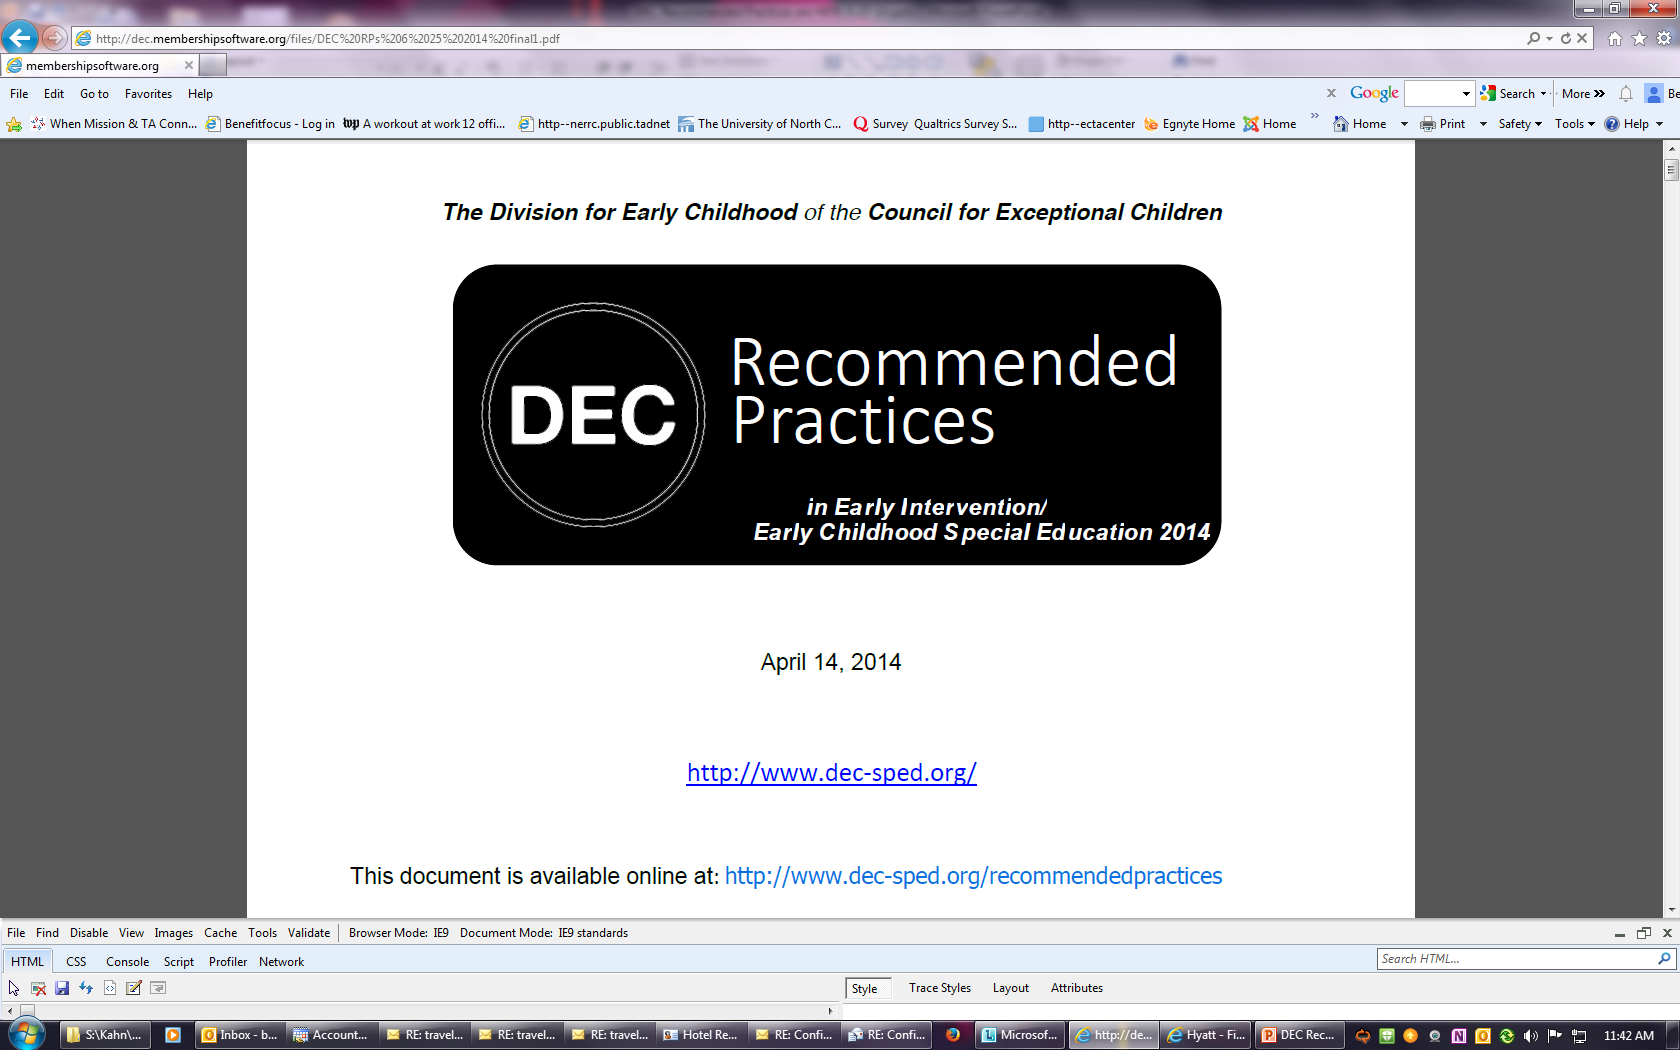 http://dec.membershipsoftware.org/files/DEC%20RPs%206%2025%202014%20final1.pdf
membershipsoftware.org
File Edit Go to Favorites Help
Google Search More Be
When Mission & TA Conn... Benefitfocus - Log in A workout at work 12 offi... http--nerrc.public.tadnet The University of North C... Survey Qualtrics Survey S... http--ectacenter Egnyte Home Home Home Print Safety Tools Help
The Division for Early Childhood of the Council for Exceptional Children
DEC
Recommended
Practices
in Early Intervention/
Early Childhood Special Education 2014
April 14, 2014
http://www.dec-sped.org/
This document is available online at: http://www.dec-sped.org/recommendedpractices
File Find Disable View Images Cache Tools Validate Browser Mode: IE9 Document Mode: IE9 standards
HTML CSS Console Script Profiler Network Search HTML...
Style Trace Styles Layout Attributes
S:\Kahn\... Inbox - b... Account... RE: travel... RE: travel... RE: travel... Hotel Re... RE: Confi... RE: Confi... Microsof... http://de... Hyatt - Fi... DEC Rec... 11:42 AM